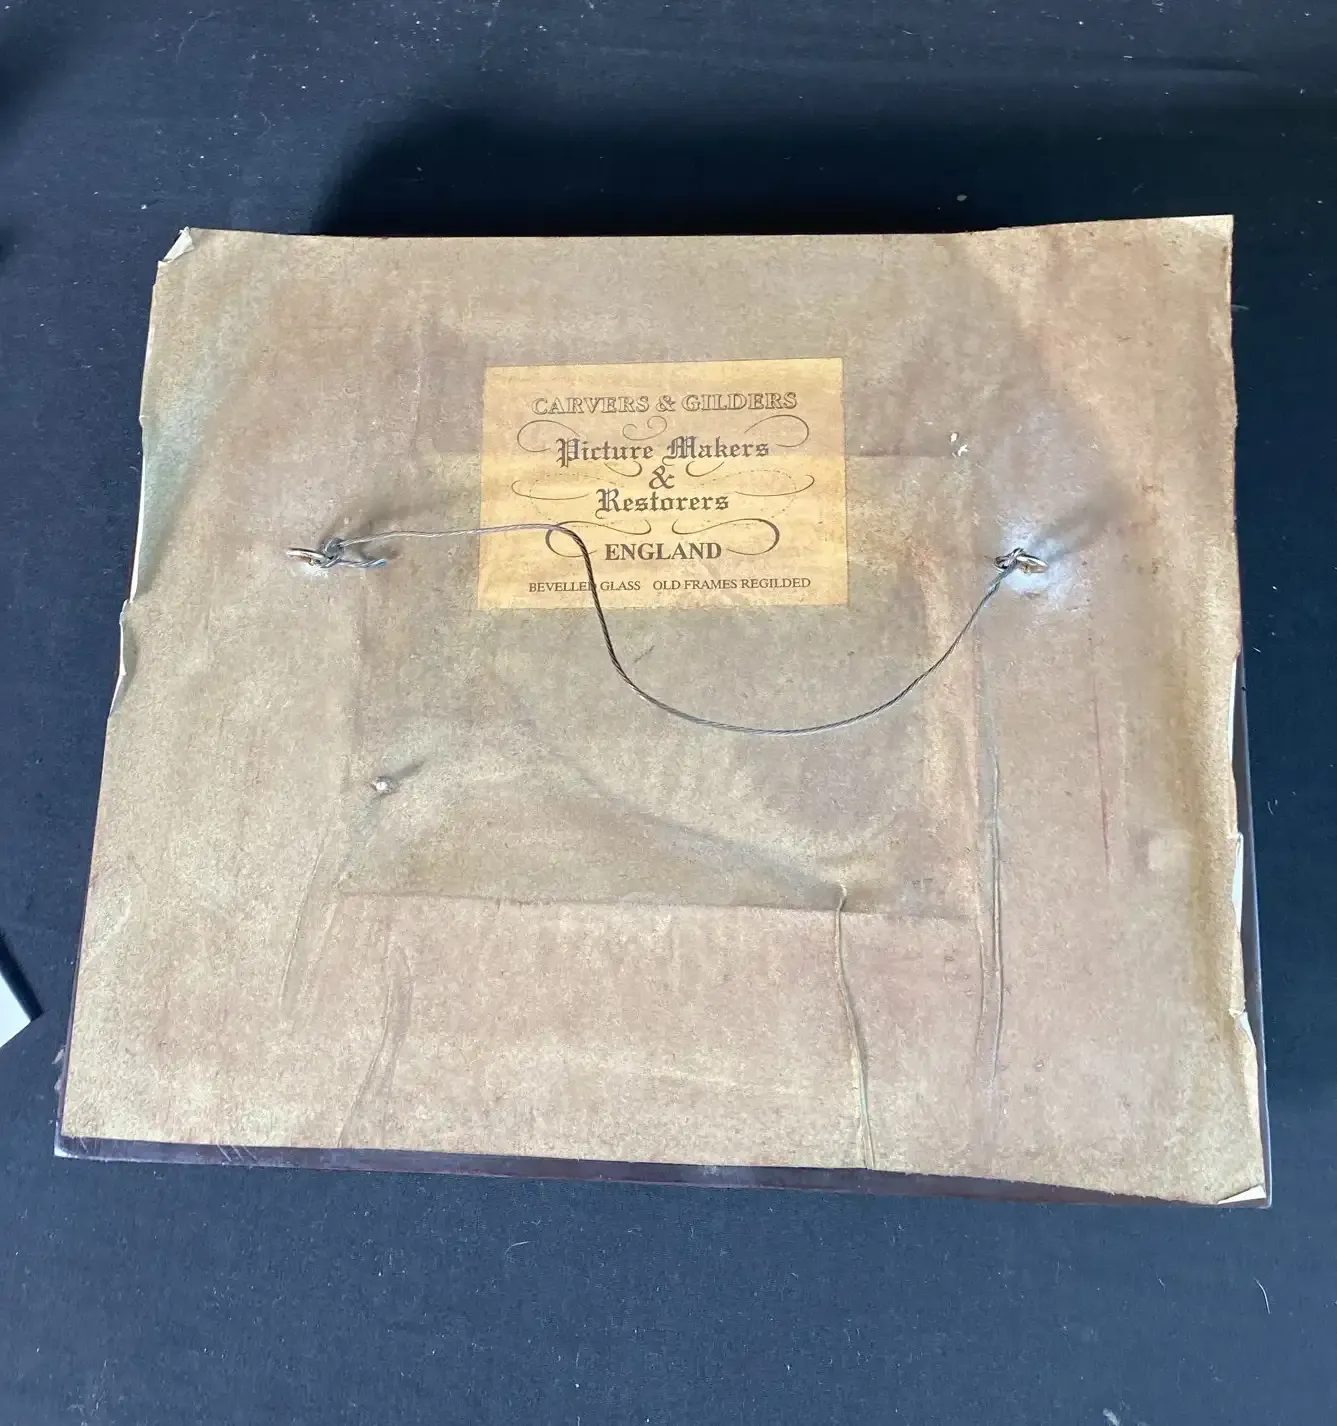 CARVERS & GILDERS
Picture Makers
&
Restorers
ENGLAND
BEVELLED GLASS OLD FRAMES REGILDED